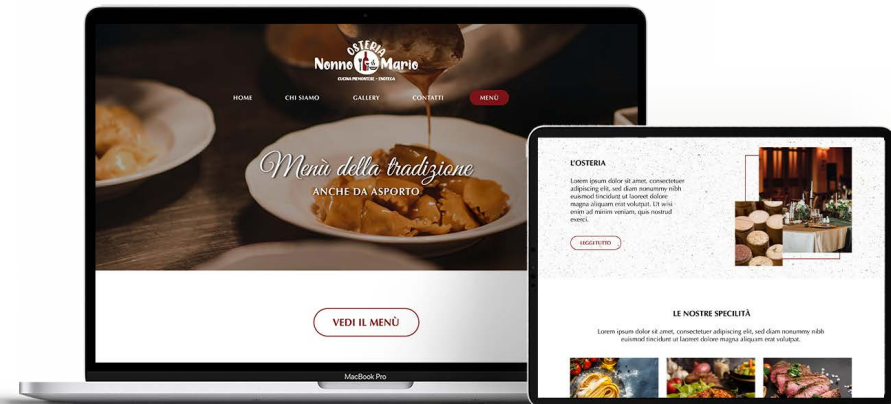 OSTERIA
Nonno Mario
CUCINA PIEMONTESE - ENOTECA
HOME CHI SIAMO GALLERY CONTATTI MENÙ
Menù della tradizione
ANCHE DA ASPORTO
VEDI IL MENÙ
MacBook Pro
L'OSTERIA
Lorem ipsum dolor sit amet, consectetuer
adipiscing elit, sed diam nonummy nibh
euismod tincidunt ut laoreet dolore
magna aliquam erat volutpat. Ut wisi
enim ad minim veniam, quis nostrud
exerci.
LEGGI TUTTO
LE NOSTRE SPECILITÀ
Lorem ipsum dolor sit amet, consectetuer adipiscing elit, sed diam nonummy nibh
euismod tincidunt ut laoreet dolore magna aliquam erat volutpat.